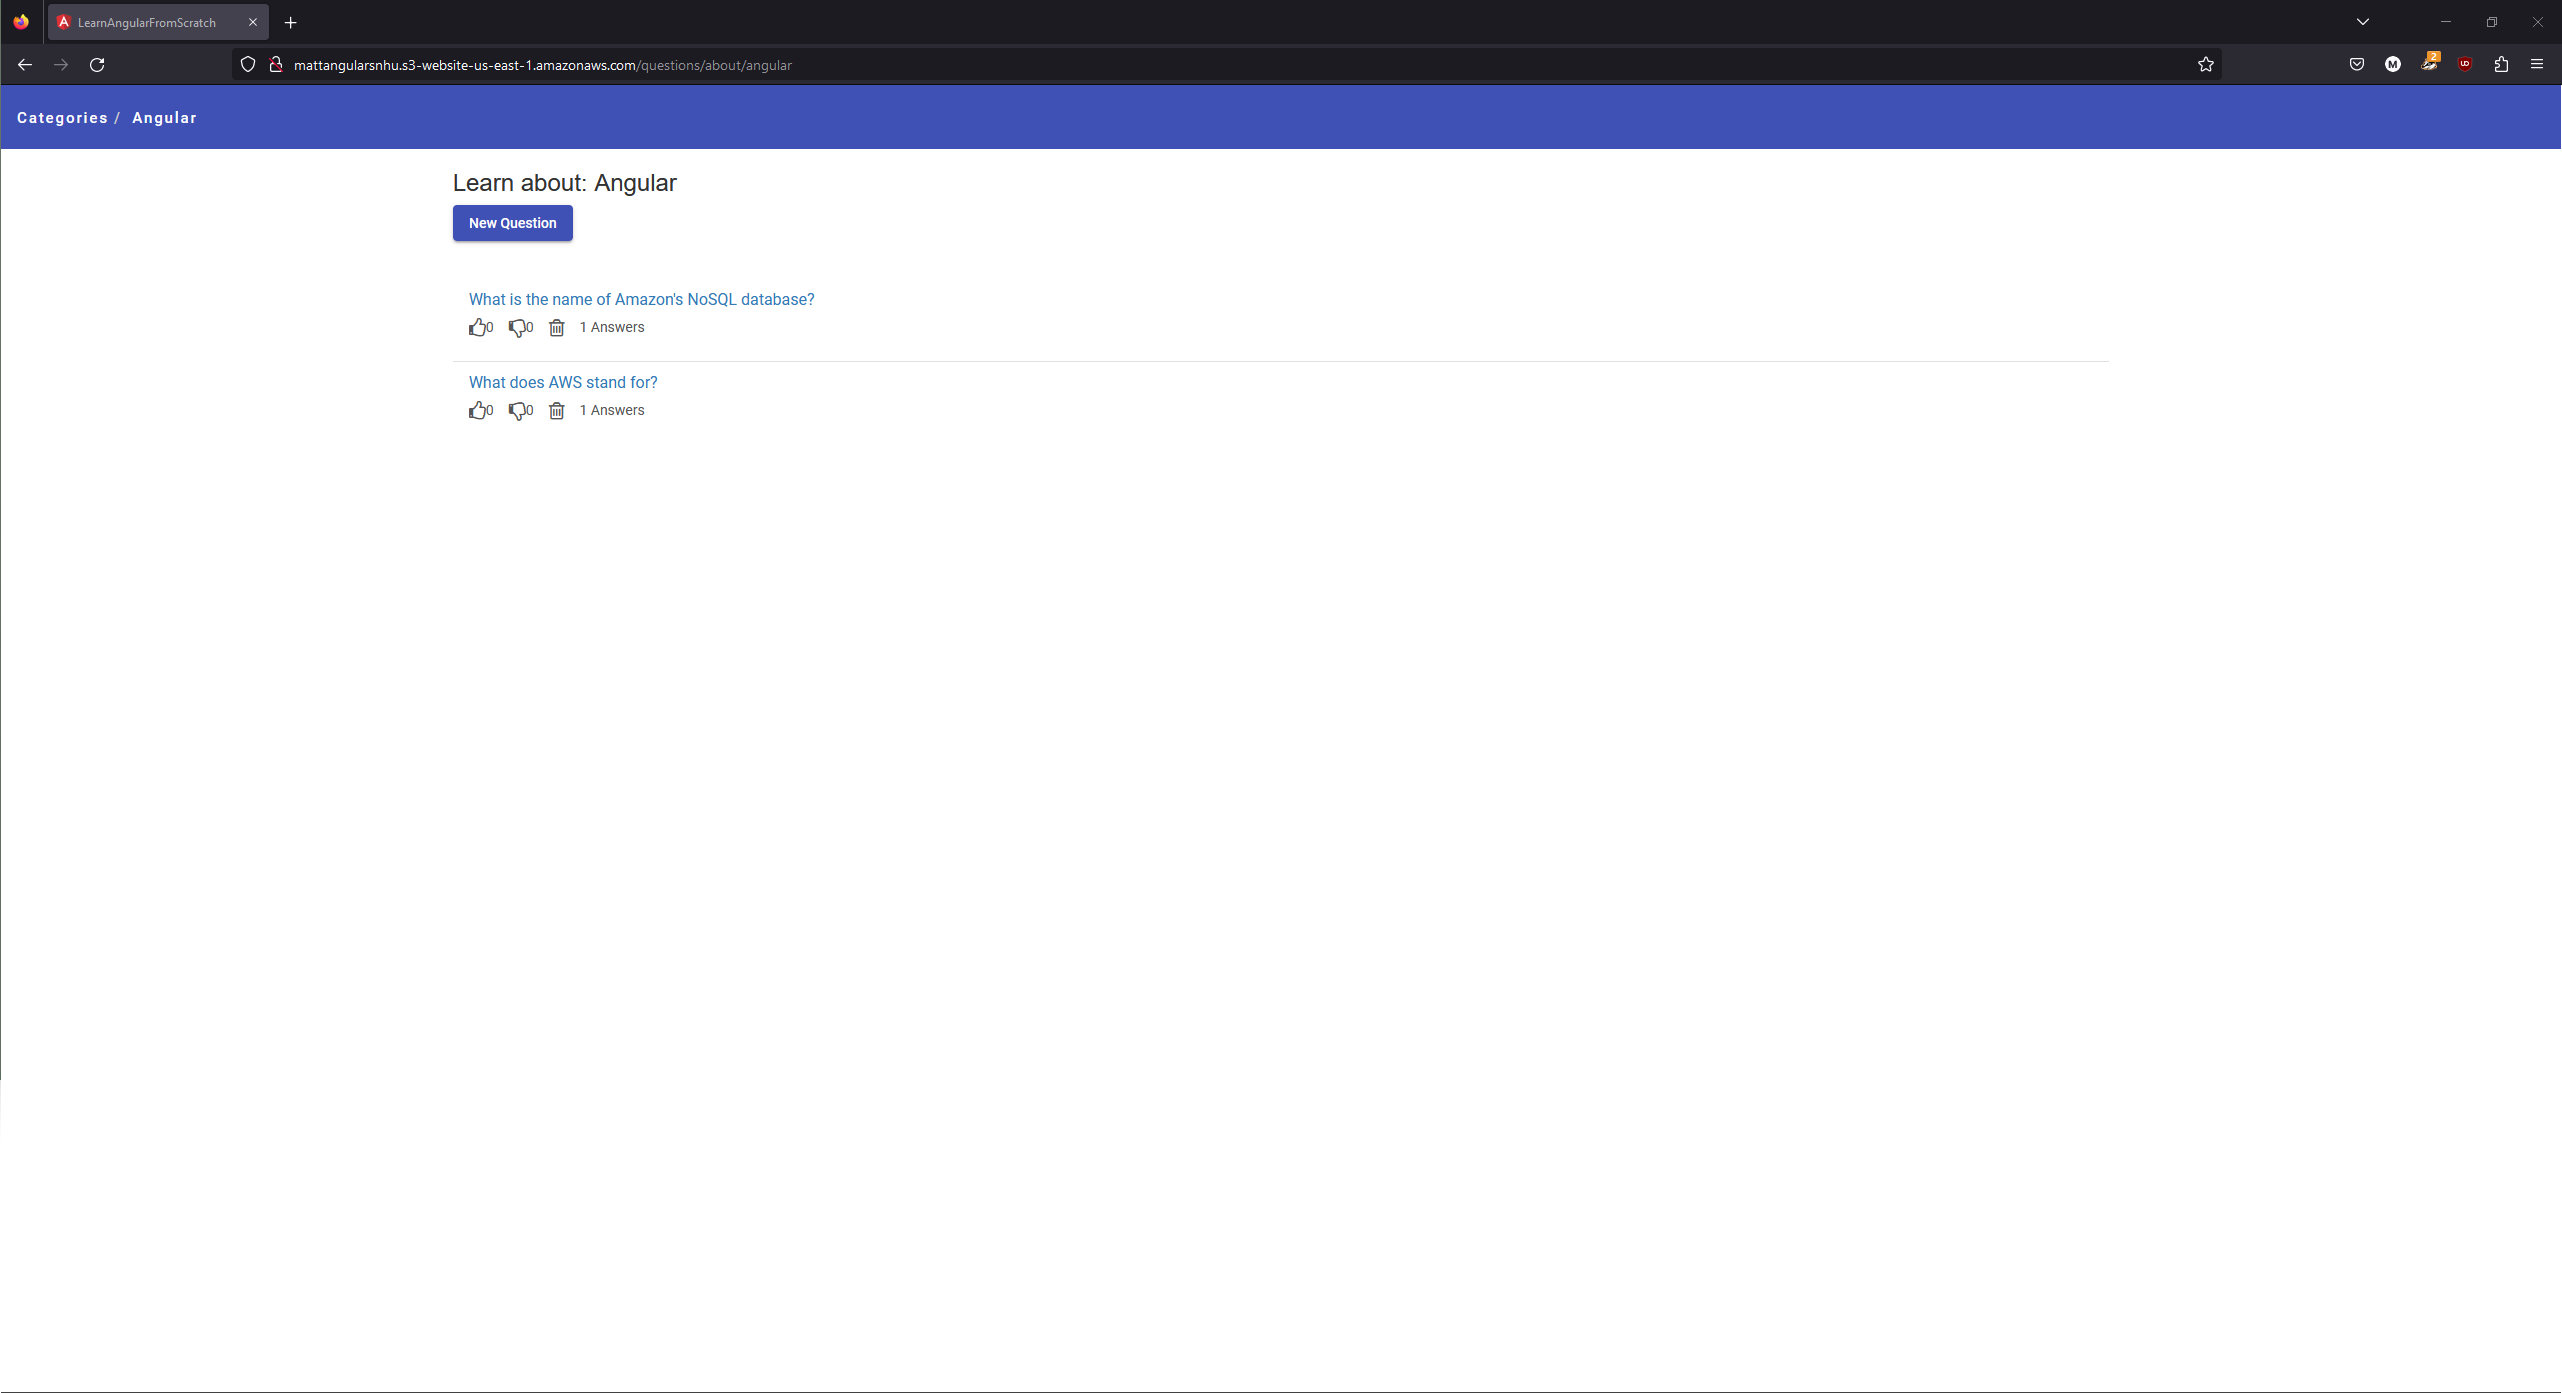 LearnAngularFromScratch
mattangularsnhu.s3-website-us-east-1.amazonaws.com/questions/about/angular
M
2
Categories / Angular
Learn about: Angular
New Question
What is the name of Amazon's NoSQL database?
0 0 1 Answers
What does AWS stand for?
0 0 1 Answers